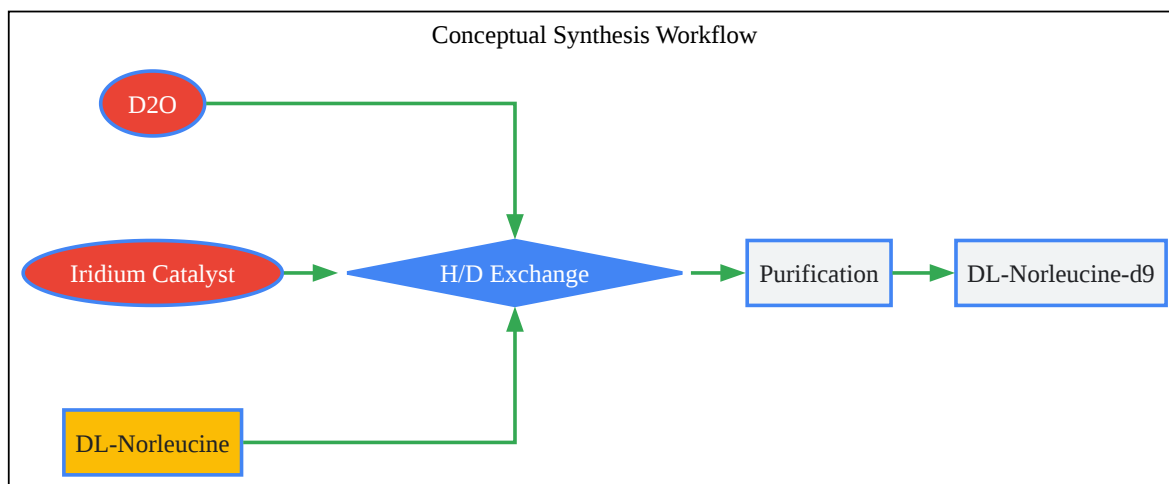 Conceptual Synthesis Workflow
D2O
Iridium Catalyst
H/D Exchange
Purification
DL-Norleucine-d9
DL-Norleucine